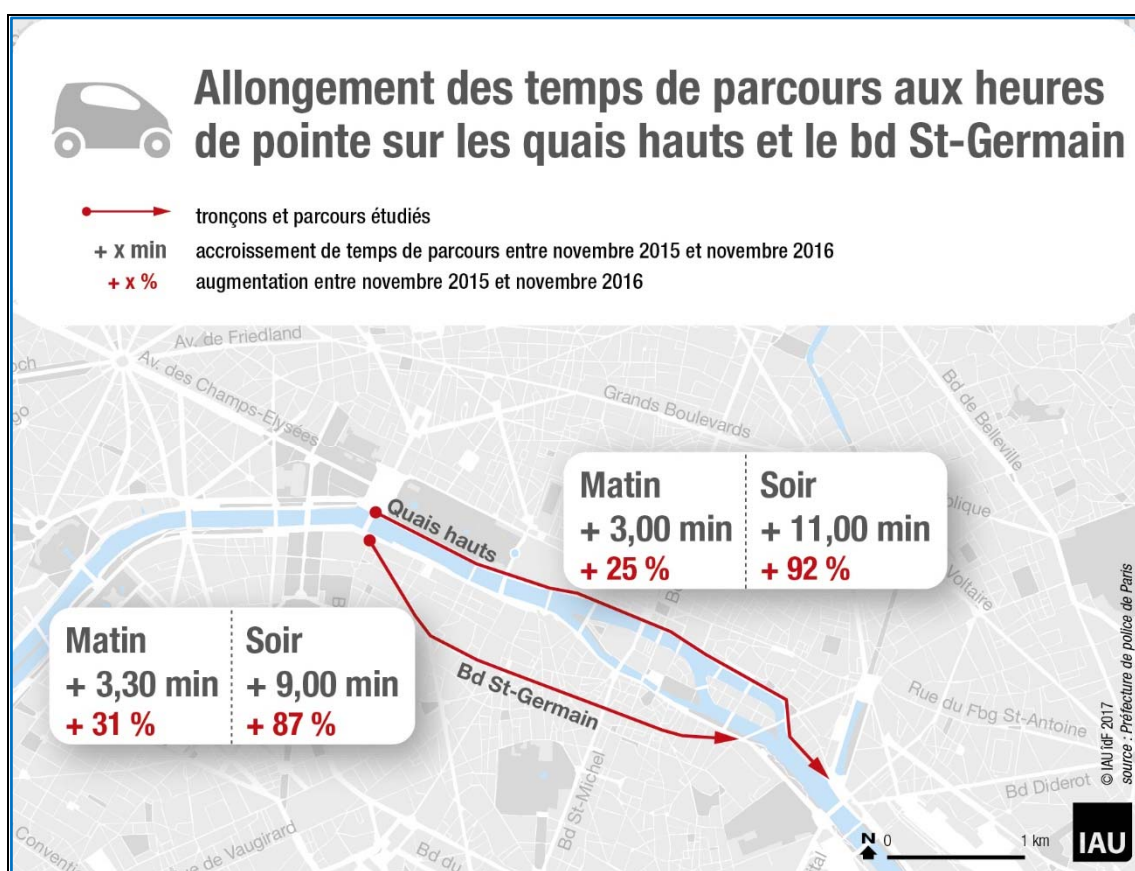 Allongement des temps de parcours aux heures
de pointe sur les quais hauts et le bd St-Germain
tronçons et parcours étudiés
+ x min accroissement de temps de parcours entre novembre 2015 et novembre 2016
+ x % augmentation entre novembre 2015 et novembre 2016
Av. de Friedland
Av. des Champs-Elysées
Grands Boulevards
Bd de Belleville
Quais hauts
Matin
+ 3,00 min
+ 25 %
Soir
+ 11,00 min
+ 92 %
Voltaire
Matin
+ 3,30 min
+ 31 %
Soir
+ 9,00 min
+ 87 %
Bd St-Germain
Rue du Fbg St-Antoine
Bd St-Michel
Bd Diderot
de Vaugirard
Bd du
© IAU îdF 2017
source : Préfecture de police de Paris
N 0 1 km
IAU